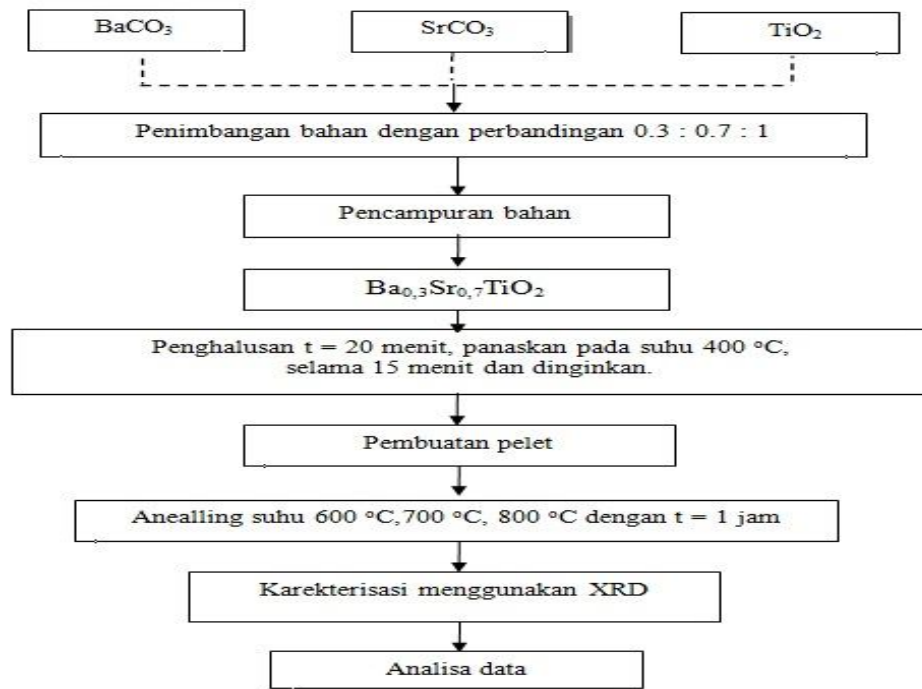 BaCO₃
SrCO₃
TiO₂
Penimbangan bahan dengan perbandingan 0.3 : 0.7 : 1
Pencampuran bahan
Ba₀,₃Sr₀,₇TiO₂
Penghalusan t = 20 menit, panaskan pada suhu 400 °C,
selama 15 menit dan dinginkan.
Pembuatan pelet
Anealling suhu 600 °C,700 °C, 800 °C dengan t = 1 jam
Karekterisasi menggunakan XRD
Analisa data